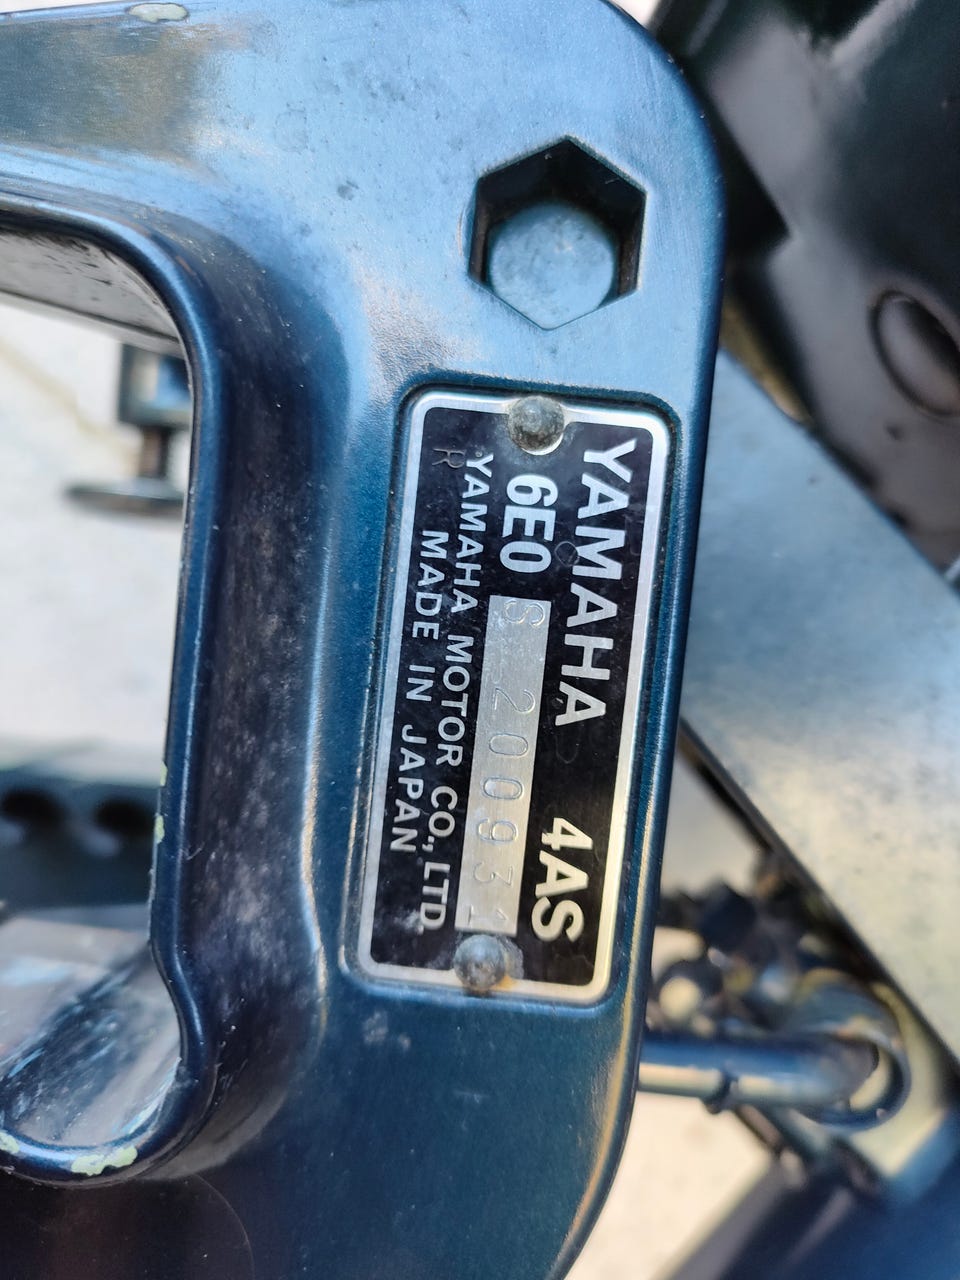 YAMAHA 4AS
6E0 S 200931
YAMAHA MOTOR CO., LTD.
MADE IN JAPAN
R